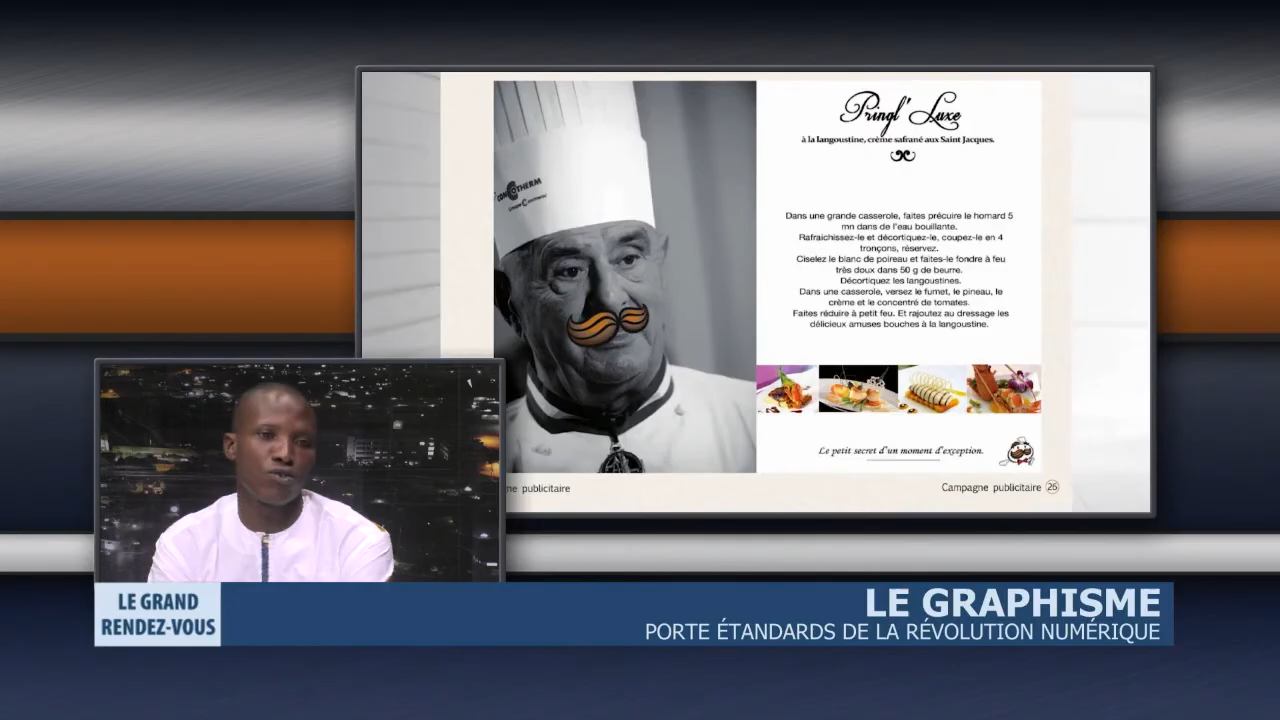 Pringl' Luxe
à la langoustine, crème safrané aux Saint Jacques.
CONVOTHERM
Dans une grande casserole, faites précuire le homard 5
mn dans de l'eau bouillante.
Rafraichissez-le et décortiquez-le, coupez-le en 4
tronçons, réservez.
Ciselez le blanc de poireau et faites-le fondre à feu
très doux dans 50 g de beurre.
Décortiquez les langoustines.
Dans une casserole, versez le fumet, le pineau, le
crème et le concentré de tomates.
Faites réduire à petit feu. Et rajoutez au dressage les
délicieux amuses bouches à la langoustine.
Le petit secret d'un moment d'exception.
ne publicitaire
Campagne publicitaire 26
LE GRAND
RENDEZ-VOUS
LE GRAPHISME
PORTE ÉTANDARDS DE LA RÉVOLUTION NUMÉRIQUE